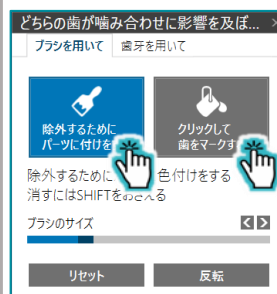 どちらの歯が噛み合わせに影響を及ぼ...
ブラシを用いて 歯牙を用いて
除外するために
パーツに付けを
クリックして
歯をマークす
除外するために 色付けをする
消すにはSHIFTをおさえる
ブラシのサイズ
リセット 反転